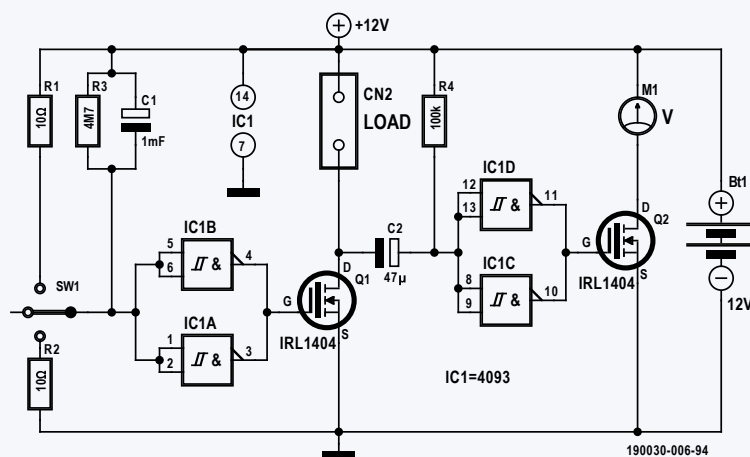 +12V
R1
10Ω
R3
4M7
C1
1mF
14
IC1
7
CN2
LOAD
R4
100k
M1
V
Bt1
12V
SW1
R2
10Ω
IC1B
5
6
&
4
IC1A
1
2
&
3
G
D
Q1
S
IRL1404
C2
47µ
IC1D
12
13
&
11
IC1C
8
9
&
10
G
D
Q2
S
IRL1404
IC1=4093
190030-006-94